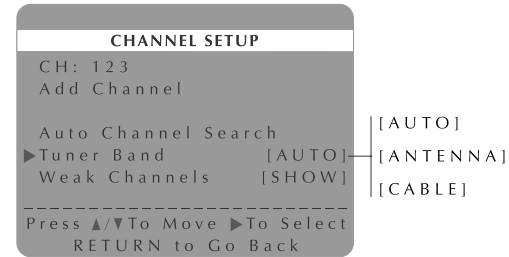 CHANNEL SETUP
CH: 123
Add Channel
Auto Channel Search
▶Tuner Band [AUTO]
Weak Channels [SHOW]
Press ▲/▼To Move ▶To Select
RETURN to Go Back
[AUTO]
[ANTENNA]
[CABLE]